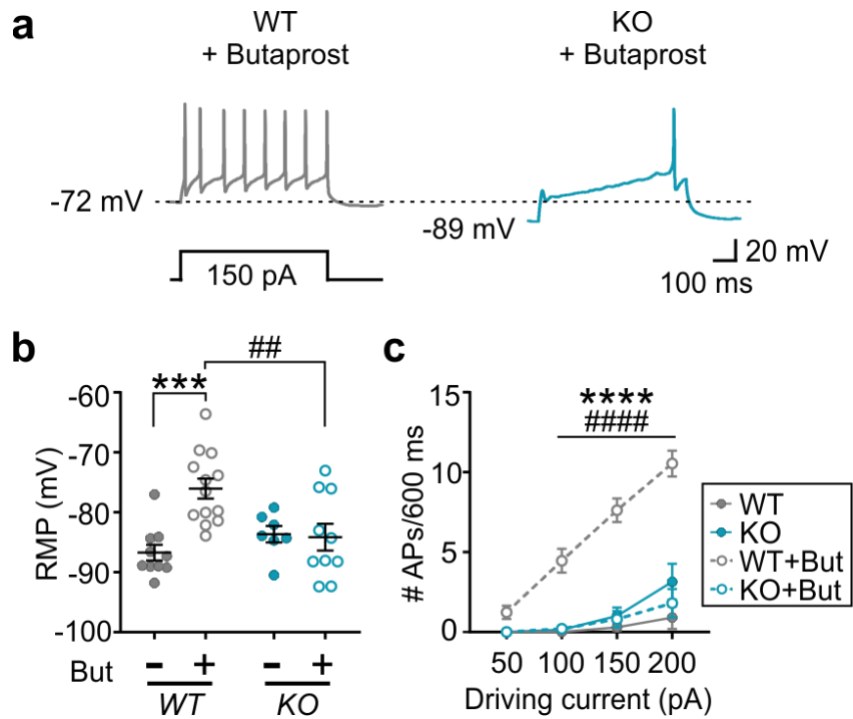 a
WT
+ Butaprost
KO
+ Butaprost
-72 mV
-89 mV
150 pA
20 mV
100 ms
b
***
##
-60
-70
-80
-90
-100
RMP (mV)
But
- + - +
WT KO
c
****
####
15
10
5
0
# APs/600 ms
50 100 150 200
Driving current (pA)
WT
KO
WT+But
KO+But